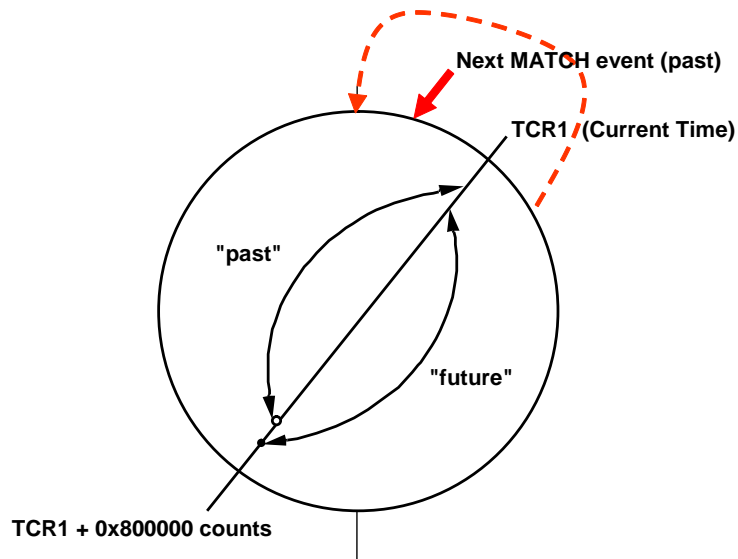 Next MATCH event (past)
TCR1 (Current Time)
"past"
"future"
TCR1 + 0x800000 counts